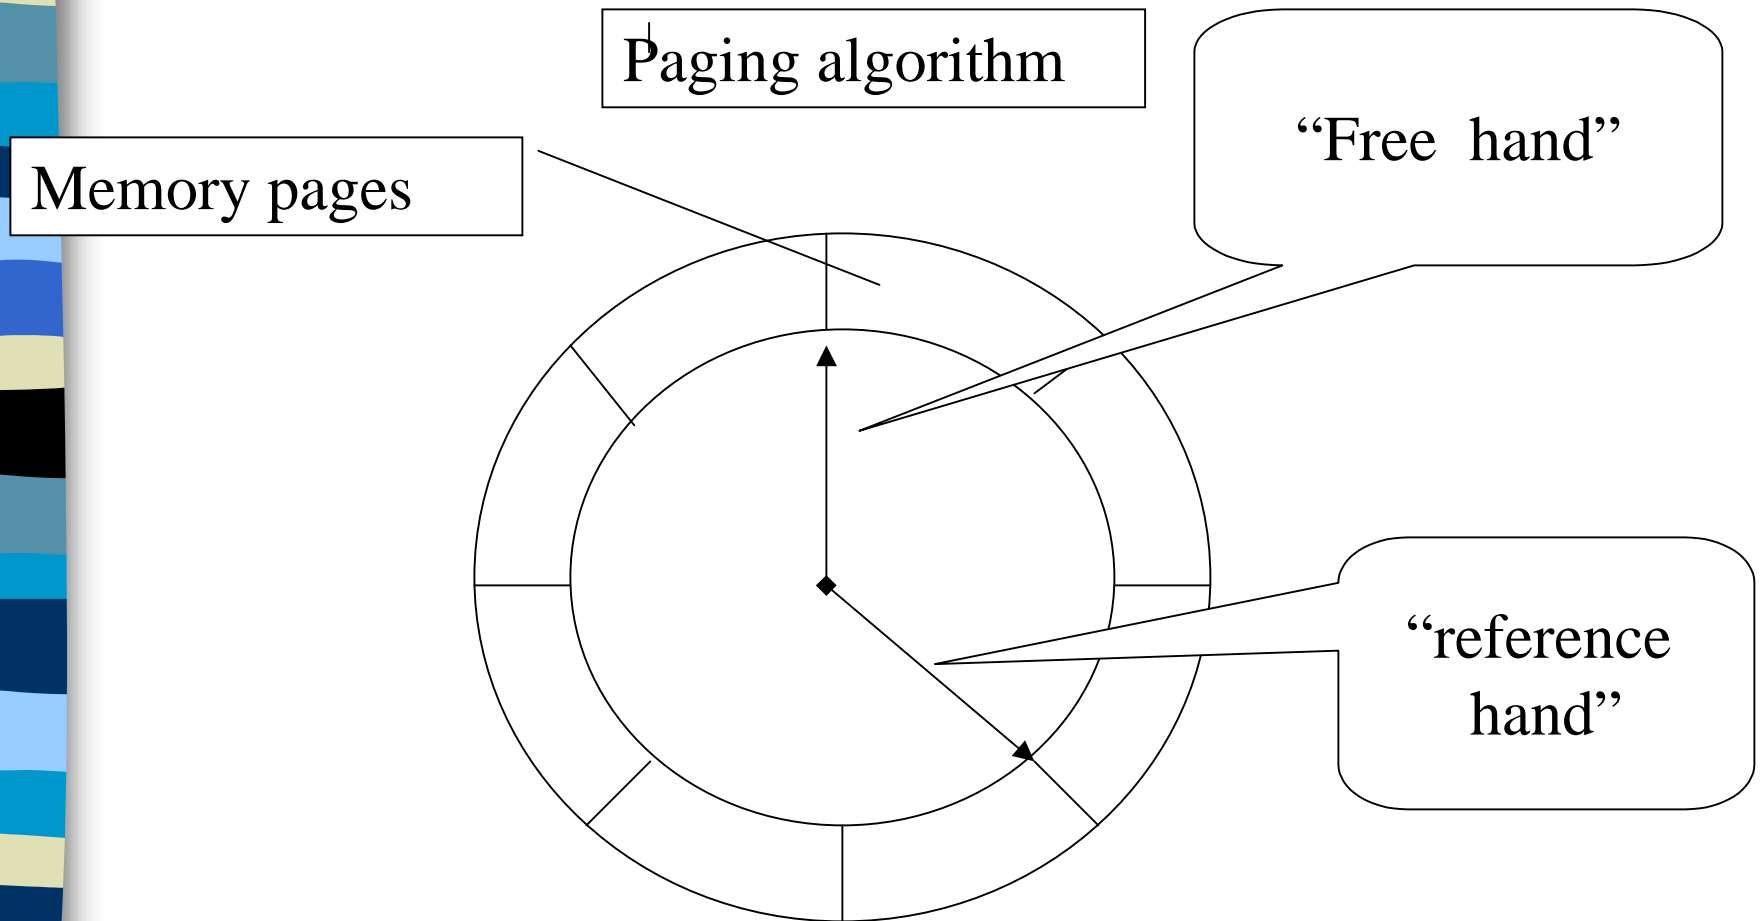 Paging algorithm
“Free hand”
Memory pages
“reference
hand”